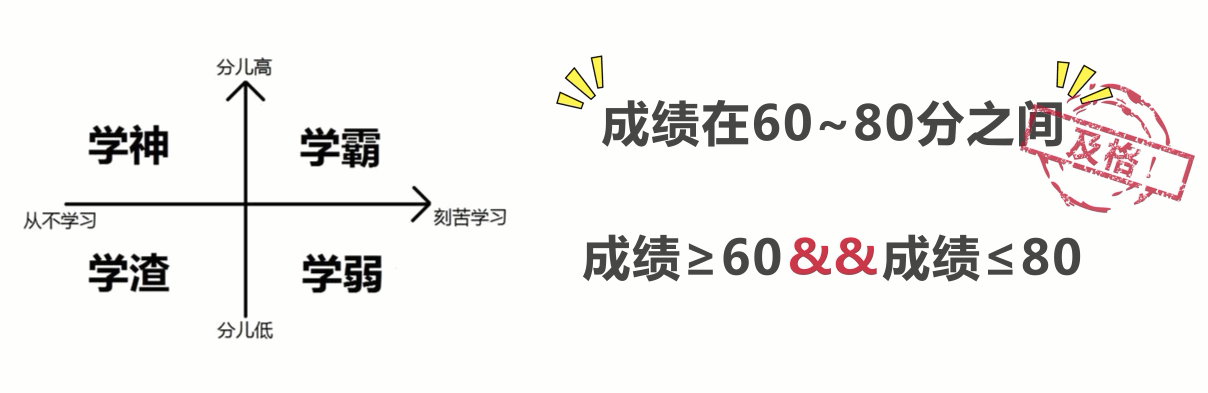 分儿高
学神 学霸
从不学习 刻苦学习
学渣 学弱
分儿低
成绩在60~80分之间
及格！
成绩≥60&&成绩≤80